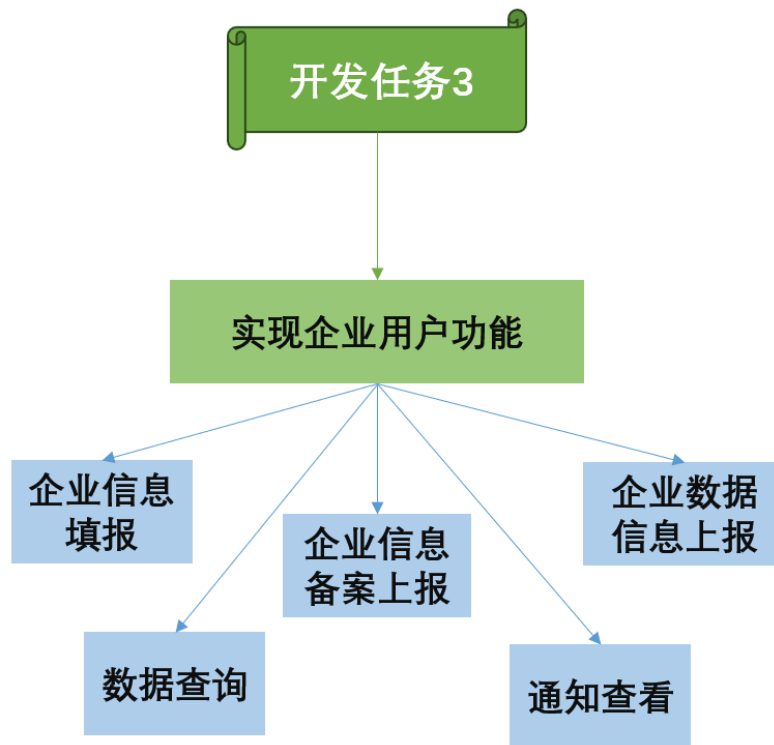 开发任务3
实现企业用户功能
企业信息
填报
企业信息
备案上报
企业数据
信息上报
数据查询
通知查看